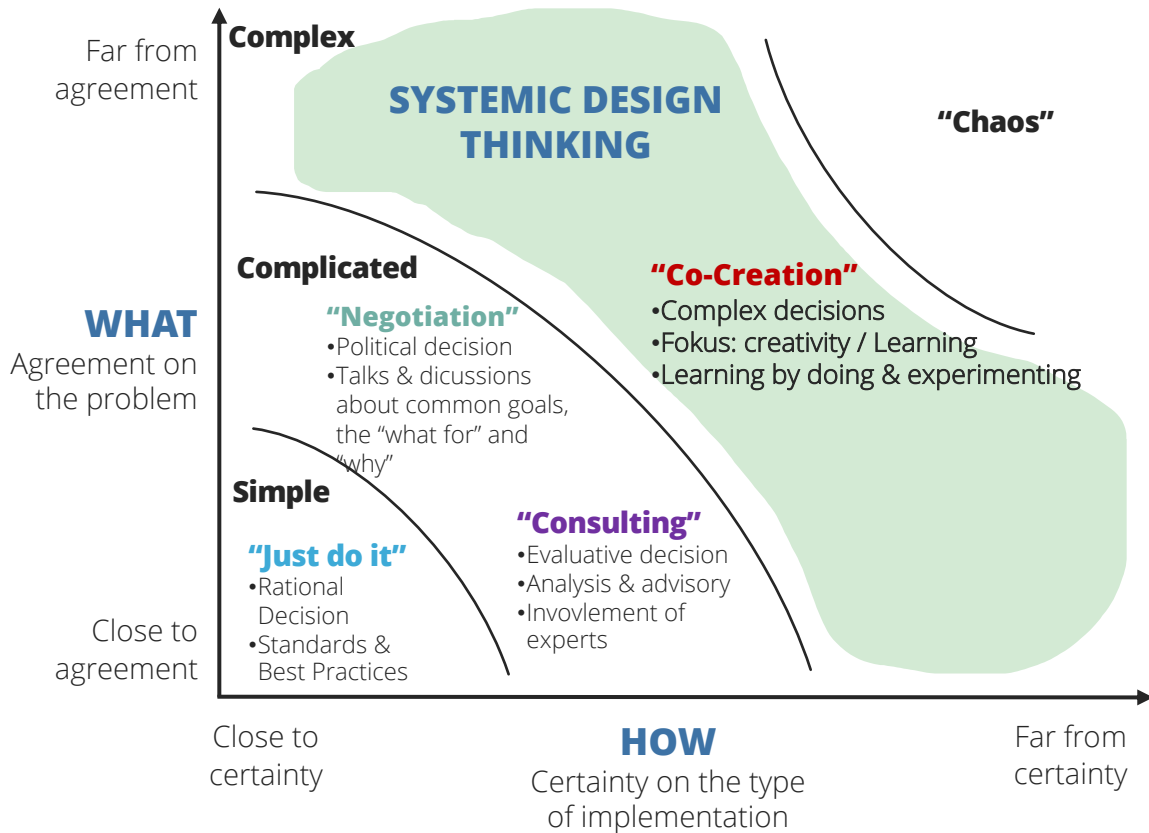 Far from
agreement
Complex
SYSTEMIC DESIGN
THINKING
“Chaos”
Complicated
“Negotiation”
•Political decision
•Talks & dicussions
about common goals,
the “what for” and
“why”
“Co-Creation”
•Complex decisions
•Fokus: creativity / Learning
•Learning by doing & experimenting
WHAT
Agreement on
the problem
Simple
“Just do it”
•Rational
Decision
•Standards &
Best Practices
“Consulting”
•Evaluative decision
•Analysis & advisory
•Invovlement of
experts
Close to
agreement
Close to
certainty
HOW
Certainty on the type
of implementation
Far from
certainty